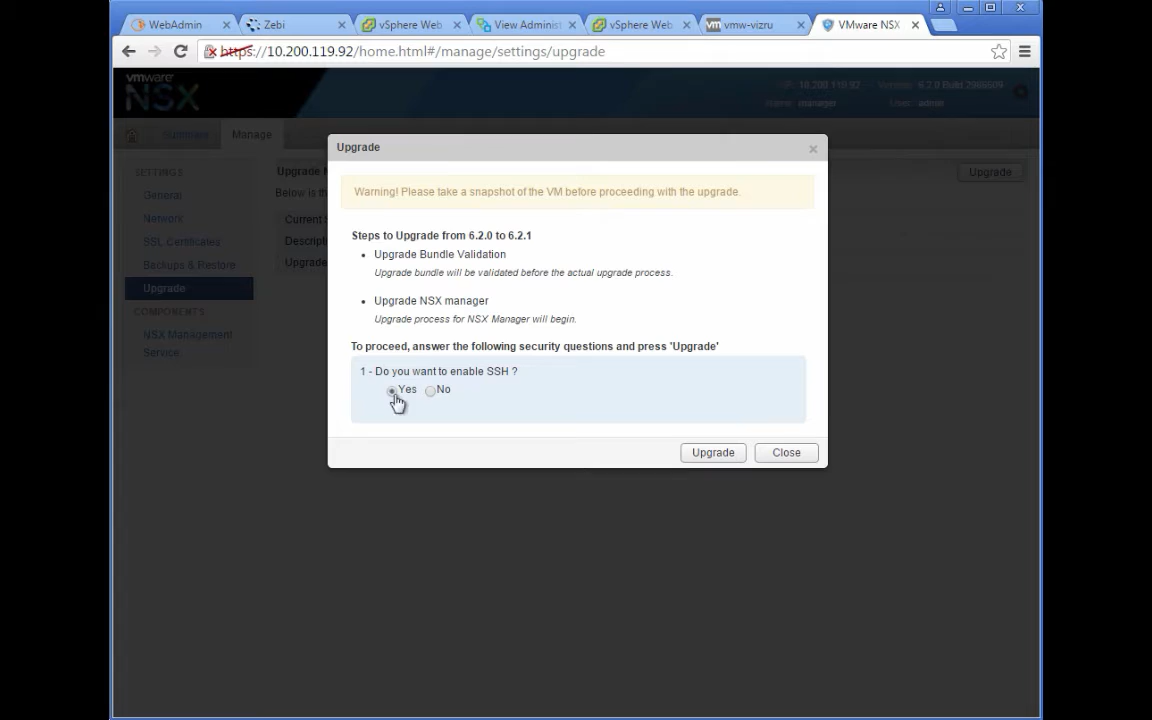 WebAdmin
Zebi
vSphere Web
View Administ
vSphere Web
vmw-vizru
VMware NSX
https://10.200.119.92/home.html#/manage/settings/upgrade
vmware
NSX
IP: 10.200.119.92 Version: 6.2.0 Build 2986609
Name: manager User: admin
Summary
Manage
SETTINGS
General
Network
SSL Certificates
Backups & Restore
Upgrade
COMPONENTS
NSX Management
Service
Upgrade
Below is th
Current
Descript
Upgrade
Upgrade
Upgrade
Warning! Please take a snapshot of the VM before proceeding with the upgrade.
Steps to Upgrade from 6.2.0 to 6.2.1
• Upgrade Bundle Validation
Upgrade bundle will be validated before the actual upgrade process.
• Upgrade NSX manager
Upgrade process for NSX Manager will begin.
To proceed, answer the following security questions and press 'Upgrade'
1 - Do you want to enable SSH ?
Yes No
Upgrade
Close